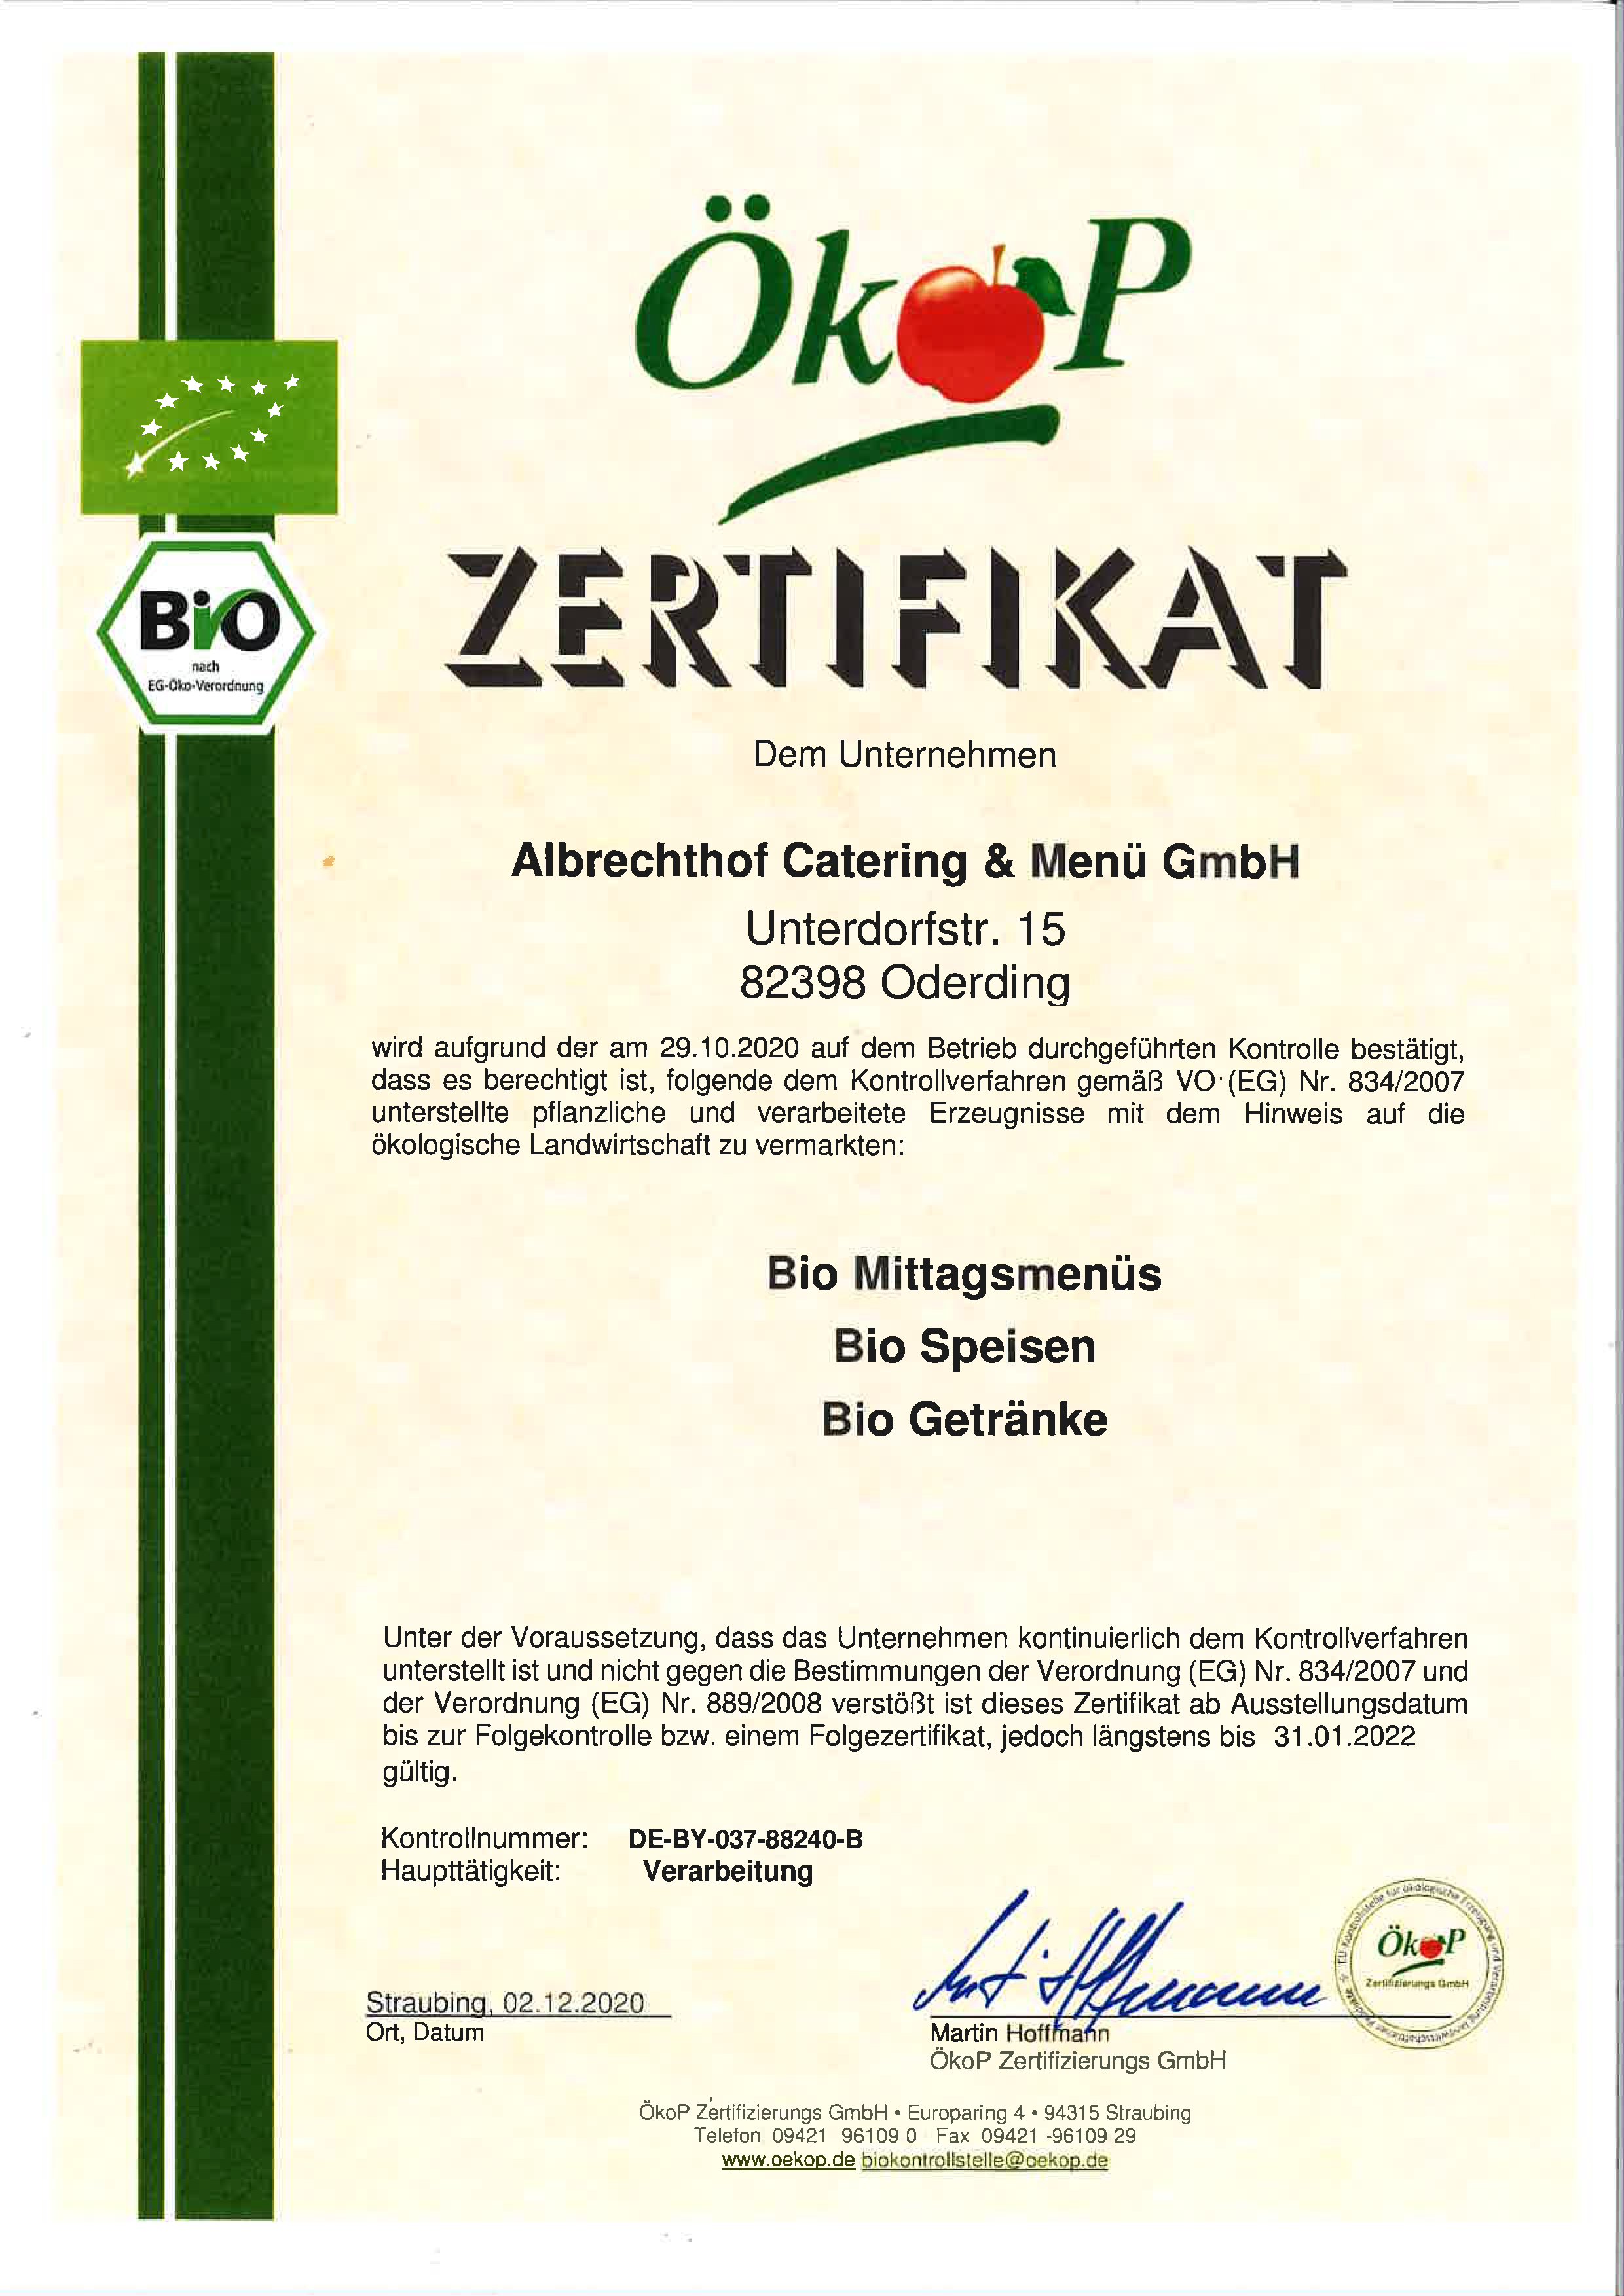 ÖkoP
BiO
nach
EG-Öko-Verordnung
ZERTIFIKAT
Dem Unternehmen
Albrechthof Catering & Menü GmbH
Unterdorfstr. 15
82398 Oderding
wird aufgrund der am 29.10.2020 auf dem Betrieb durchgeführten Kontrolle bestätigt,
dass es berechtigt ist, folgende dem Kontrollverfahren gemäß VO (EG) Nr. 834/2007
unterstellte pflanzliche und verarbeitete Erzeugnisse mit dem Hinweis auf die
ökologische Landwirtschaft zu vermarkten:
Bio Mittagsmenüs
Bio Speisen
Bio Getränke
Unter der Voraussetzung, dass das Unternehmen kontinuierlich dem Kontrollverfahren
unterstellt ist und nicht gegen die Bestimmungen der Verordnung (EG) Nr. 834/2007 und
der Verordnung (EG) Nr. 889/2008 verstößt ist dieses Zertifikat ab Ausstellungsdatum
bis zur Folgekontrolle bzw. einem Folgezertifikat, jedoch längstens bis 31.01.2022
gültig.
Kontrollnummer: DE-BY-037-88240-B
Haupttätigkeit: Verarbeitung
EU Kontrollstelle für ökologische Erzeugung und Verarbeitung landwirtschaftlicher Produkte
ÖkoP
Zertifizierungs GmbH
Straubing, 02.12.2020
Ort, Datum
Martin Hoffmann
ÖkoP Zertifizierungs GmbH
ÖkoP Zertifizierungs GmbH • Europaring 4 • 94315 Straubing
Telefon 09421 96109 0 Fax 09421 -96109 29
www.oekop.de biokontrollstelle@oekop.de